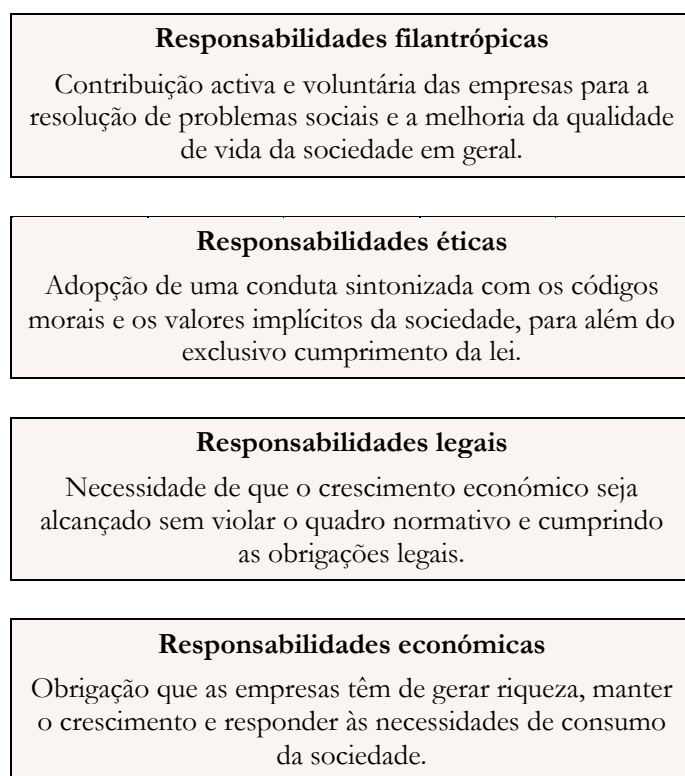 Responsabilidades filantrópicas
Contribuição activa e voluntária das empresas para a
resolução de problemas sociais e a melhoria da qualidade
de vida da sociedade em geral.
Responsabilidades éticas
Adopção de uma conduta sintonizada com os códigos
morais e os valores implícitos da sociedade, para além do
exclusivo cumprimento da lei.
Responsabilidades legais
Necessidade de que o crescimento económico seja
alcançado sem violar o quadro normativo e cumprindo
as obrigações legais.
Responsabilidades económicas
Obrigação que as empresas têm de gerar riqueza, manter
o crescimento e responder às necessidades de consumo
da sociedade.